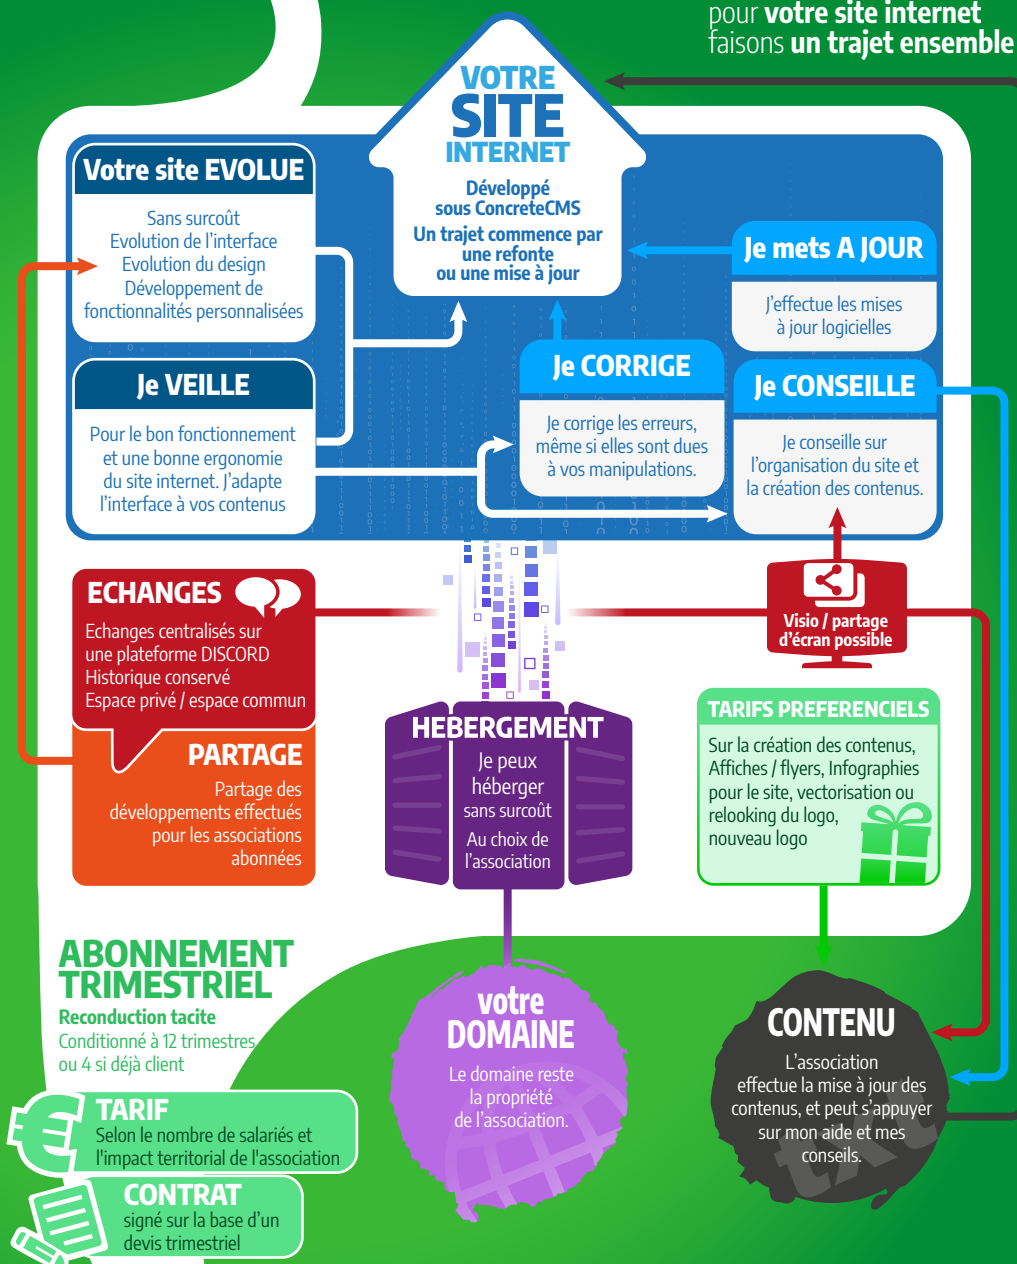 pour votre site internet
faisons un trajet ensemble
VOTRE
SITE
INTERNET
Développé
sous ConcreteCMS
Un trajet commence par
une refonte
ou une mise à jour
Votre site EVOLUE
Sans surcoût
Evolution de l'interface
Evolution du design
Développement de
fonctionnalités personnalisées
Je VEILLE
Pour le bon fonctionnement
et une bonne ergonomie
du site internet. J'adapte
l'interface à vos contenus
Je mets A JOUR
J'effectue les mises
à jour logicielles
Je CORRIGE
Je corrige les erreurs,
même si elles sont dues
à vos manipulations.
Je CONSEILLE
Je conseille sur
l'organisation du site et
la création des contenus.
ECHANGES
Echanges centralisés sur
une plateforme DISCORD
Historique conservé
Espace privé / espace commun
Visio / partage
d'écran possible
PARTAGE
Partage des
développements effectués
pour les associations
abonnées
HEBERGEMENT
Je peux
héberger
sans surcoût
Au choix de
l'association
TARIFS PREFERENCIELS
Sur la création des contenus,
Affiches / flyers, Infographies
pour le site, vectorisation ou
relooking du logo,
nouveau logo
ABONNEMENT
TRIMESTRIEL
Reconduction tacite
Conditionné à 12 trimestres
ou 4 si déjà client
TARIF
Selon le nombre de salariés et
l'impact territorial de l'association
CONTRAT
signé sur la base d'un
devis trimestriel
votre
DOMAINE
Le domaine reste
la propriété
de l'association.
CONTENU
L'association
effectue la mise à jour des
contenus, et peut s'appuyer
sur mon aide et mes
conseils.
txt